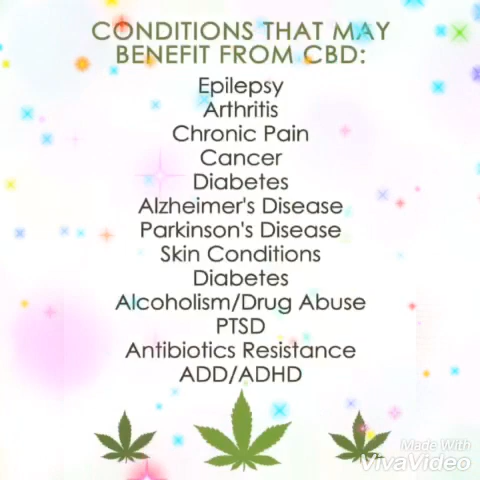 CONDITIONS THAT MAY
BENEFIT FROM CBD:
Epilepsy
Arthritis
Chronic Pain
Cancer
Diabetes
Alzheimer's Disease
Parkinson's Disease
Skin Conditions
Diabetes
Alcoholism/Drug Abuse
PTSD
Antibiotics Resistance
ADD/ADHD
Made With
VivaVideo